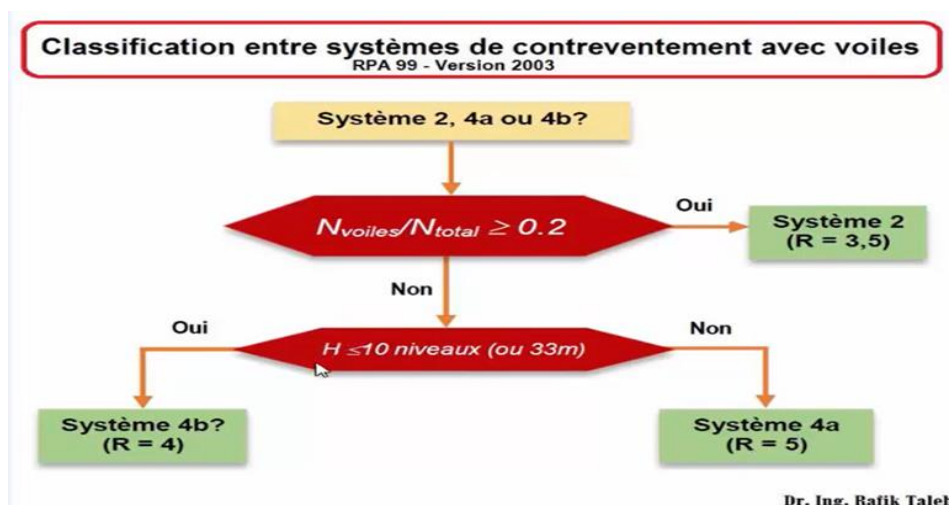 Classification entre systèmes de contreventement avec voiles
RPA 99 - Version 2003
Système 2, 4a ou 4b?
Nvoiles/Ntotal ≥ 0.2
Oui
Système 2
(R = 3,5)
Non
Oui
H ≤10 niveaux (ou 33m)
Non
Système 4b?
(R = 4)
Système 4a
(R = 5)
Dr. Ing. Rafik Taleb